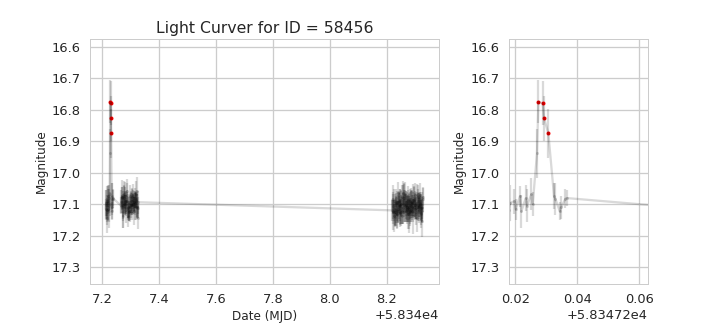 Light Curver for ID = 58456
Magnitude
16.6
16.7
16.8
16.9
17.0
17.1
17.2
17.3
7.2 7.4 7.6 7.8 8.0 8.2
Date (MJD)
+5.834e4
Magnitude
16.6
16.7
16.8
16.9
17.0
17.1
17.2
17.3
0.02 0.04 0.06
+5.83472e4